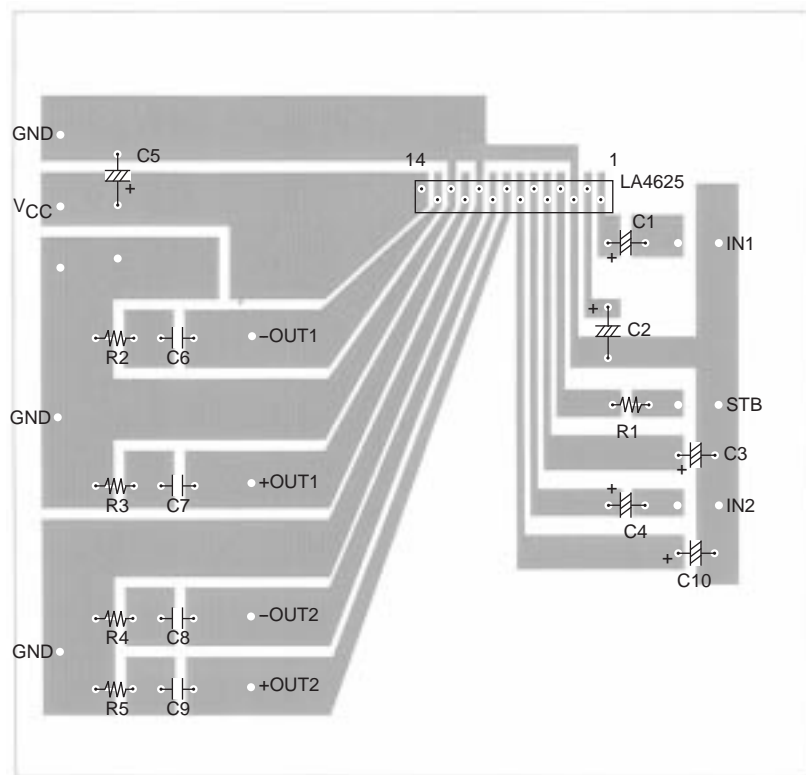 GND
C5
+
14
1
LA4625
VCC
C1
+
IN1
+
C2
R2
C6
−OUT1
GND
R1
STB
+
C3
R3
C7
+OUT1
+
C4
IN2
+
C10
R4
C8
−OUT2
GND
R5
C9
+OUT2